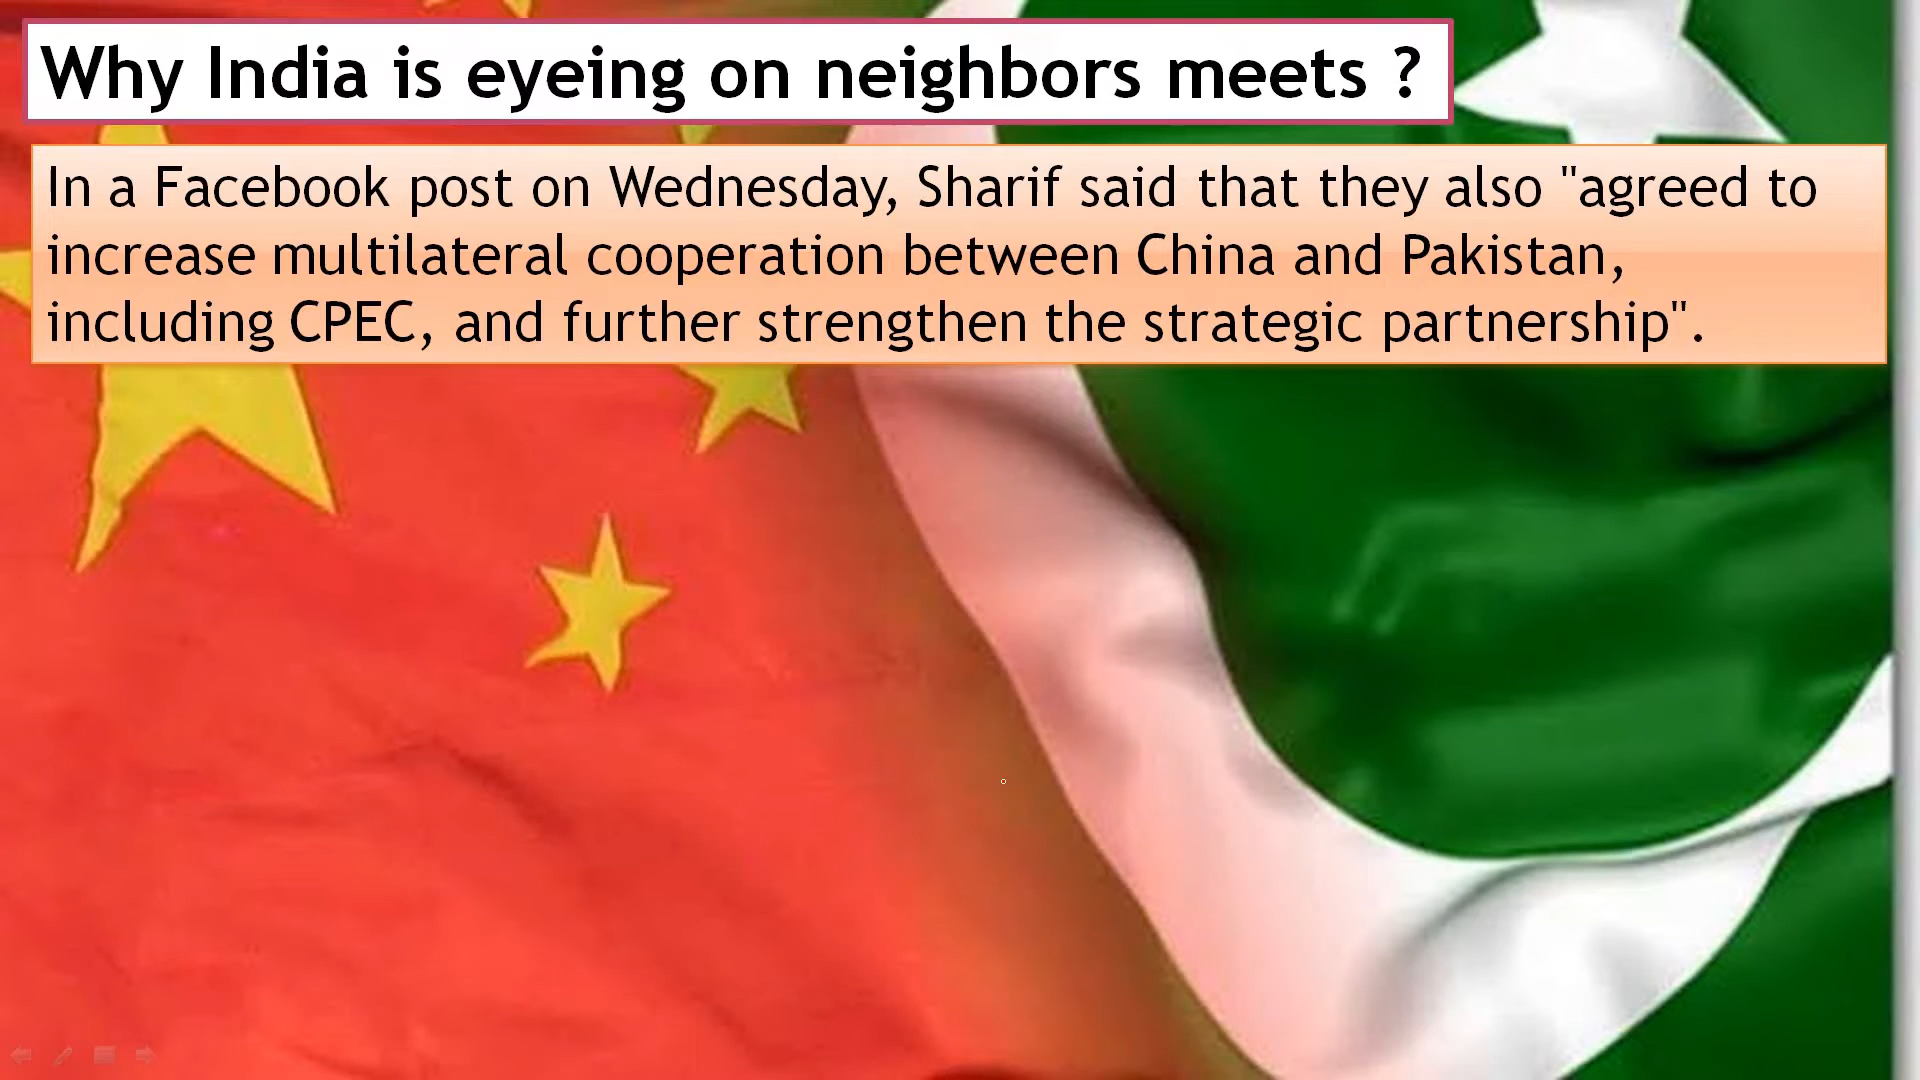 Why India is eyeing on neighbors meets ?
In a Facebook post on Wednesday, Sharif said that they also "agreed to
increase multilateral cooperation between China and Pakistan,
including CPEC, and further strengthen the strategic partnership".